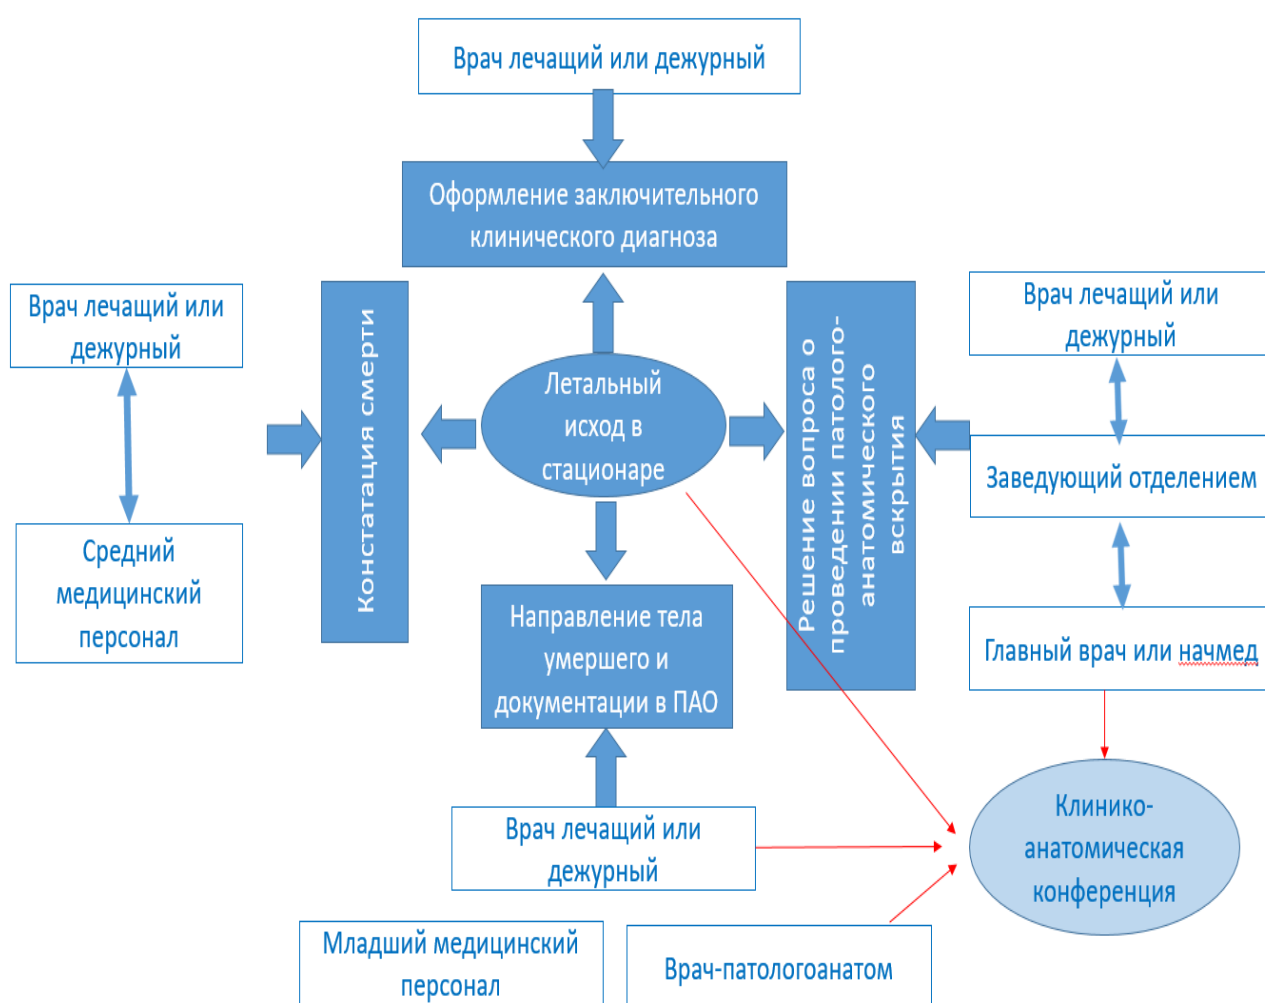 Врач лечащий или дежурный
Оформление заключительного
клинического диагноза
Врач лечащий или
дежурный
Средний
медицинский
персонал
Констатация смерти
Летальный
исход в
стационаре
Решение вопроса о
проведении патолого-
анатомического
вскрытия
Врач лечащий или
дежурный
Заведующий отделением
Главный врач или начмед
Направление тела
умершего и
документации в ПАО
Врач лечащий или
дежурный
Клинико-
анатомическая
конференция
Младший медицинский
персонал
Врач-патологоанатом